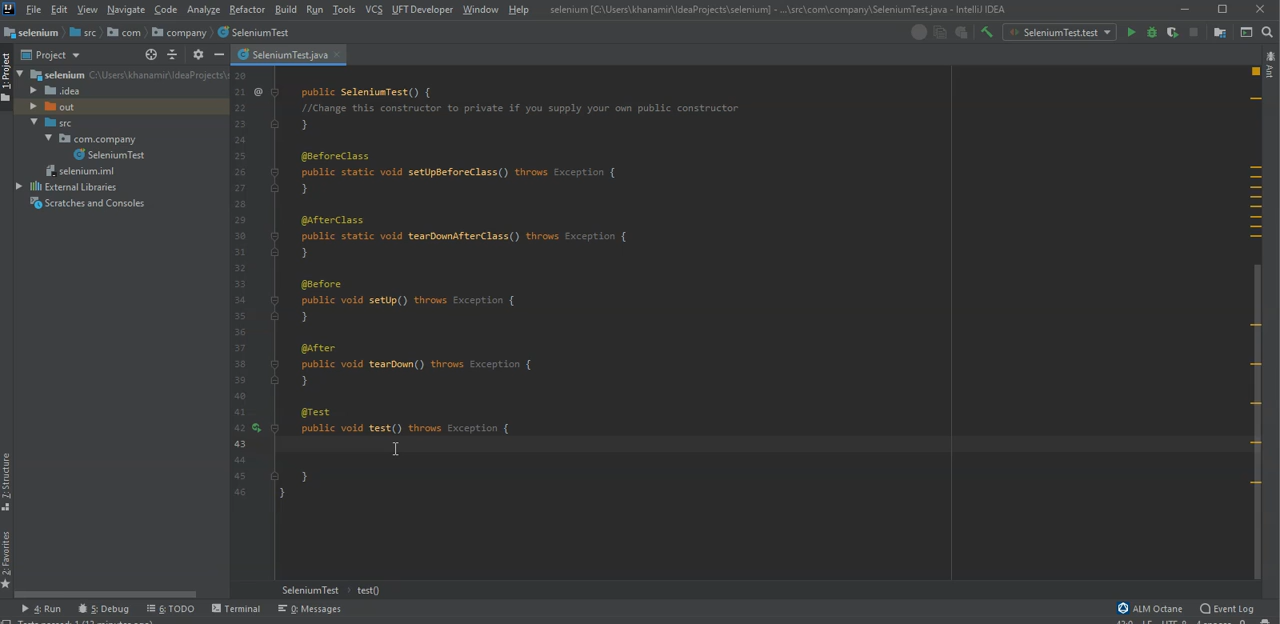 File Edit View Navigate Code Analyze Refactor Build Run Tools VCS UFT Developer Window Help selenium [C:\Users\khanamir\IdeaProjects\selenium] - ...\src\com\company\SeleniumTest.java - IntelliJ IDEA
selenium src com company SeleniumTest SeleniumTest.test
1: Project Project SeleniumTest.java Ant
selenium C:\Users\khanamir\IdeaProjects\s
.idea
out
src
com.company
SeleniumTest
selenium.iml
External Libraries
Scratches and Consoles
20
21 @ public SeleniumTest() {
22 //Change this constructor to private if you supply your own public constructor
23 }
24
25 @BeforeClass
26 public static void setUpBeforeClass() throws Exception {
27 }
28
29 @AfterClass
30 public static void tearDownAfterClass() throws Exception {
31 }
32
33 @Before
34 public void setUp() throws Exception {
35 }
36
37 @After
38 public void tearDown() throws Exception {
39 }
40
41 @Test
42 public void test() throws Exception {
43
44
45 }
46 }
7: Structure
2: Favorites
SeleniumTest test()
4: Run 5: Debug 6: TODO Terminal 0: Messages ALM Octane Event Log